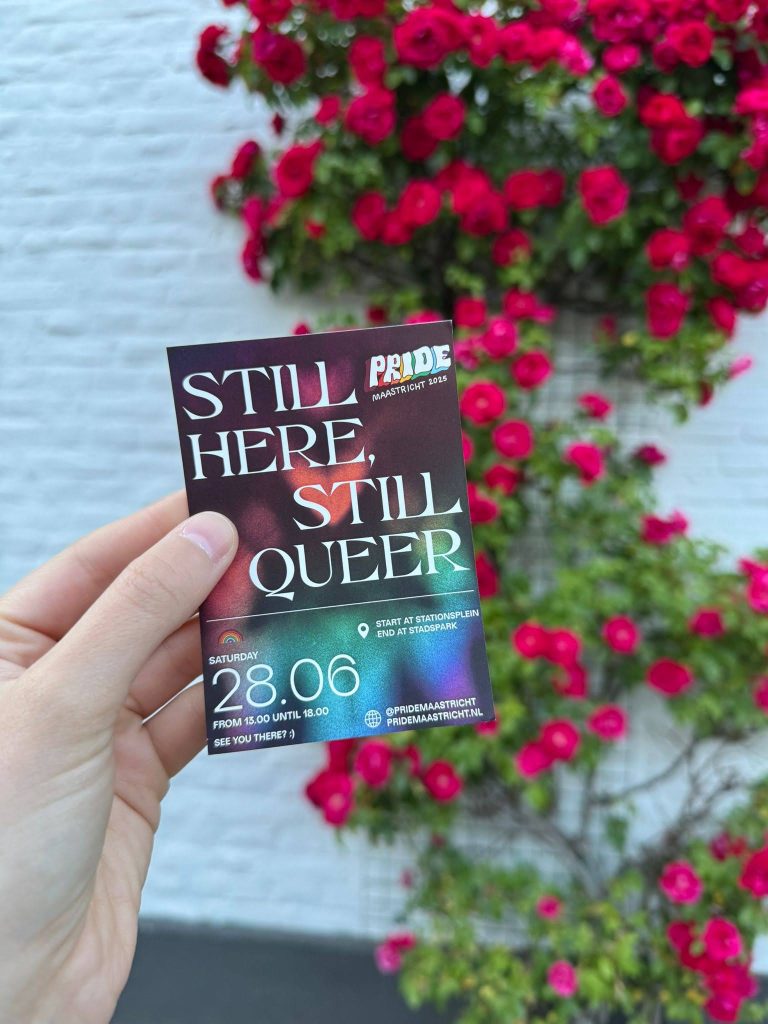 STILL
HERE,
STILL
QUEER
PRIDE
MAASTRICHT 2025
START AT STATIONSPLEIN
END AT STADSPARK
SATURDAY
28.06
FROM 13.00 UNTIL 18.00
SEE YOU THERE? :)
@PRIDEMAASTRICHT
PRIDEMAASTRICHT.NL